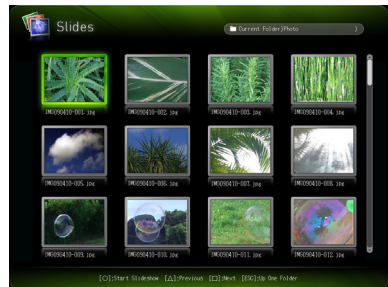 Slides
Current Folder)Photo
IMG090410-001.jpg IMG090410-002.jpg IMG090410-003.jpg IMG090410-004.jpg
IMG090410-005.jpg IMG090410-006.jpg IMG090410-007.jpg IMG090410-008.jpg
IMG090410-009.jpg IMG090410-010.jpg IMG090410-011.jpg IMG090410-012.jpg
[○]:Start Slideshow [△]:Previous [□]:Next [ESC]:Up One Folder